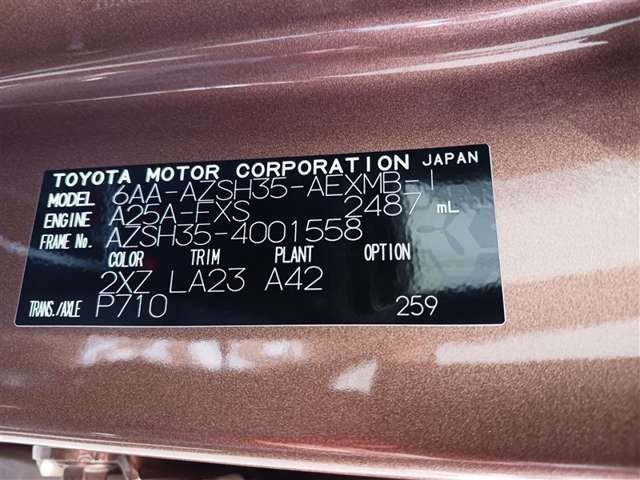 TOYOTA MOTOR CORPORATION JAPAN
MODEL 6AA-AZSH35-AEXMB-I
ENGINE A25A-FXS 2487 mL
FRAME No. AZSH35-4001558
COLOR TRIM PLANT OPTION
2XZ LA23 A42
TRANS./AXLE P710 259